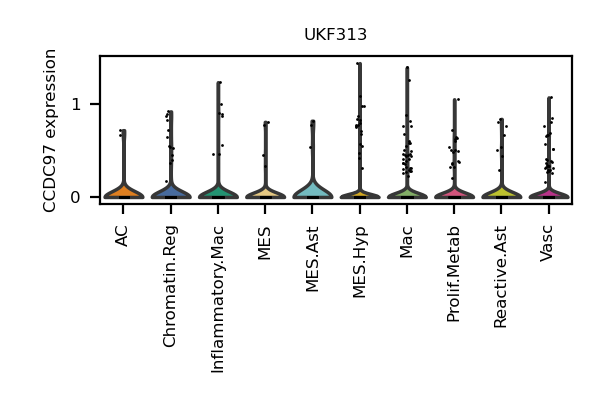 UKF313
CCDC97 expression
1
0
AC
Chromatin.Reg
Inflammatory.Mac
MES
MES.Ast
MES.Hyp
Mac
Prolif.Metab
Reactive.Ast
Vasc